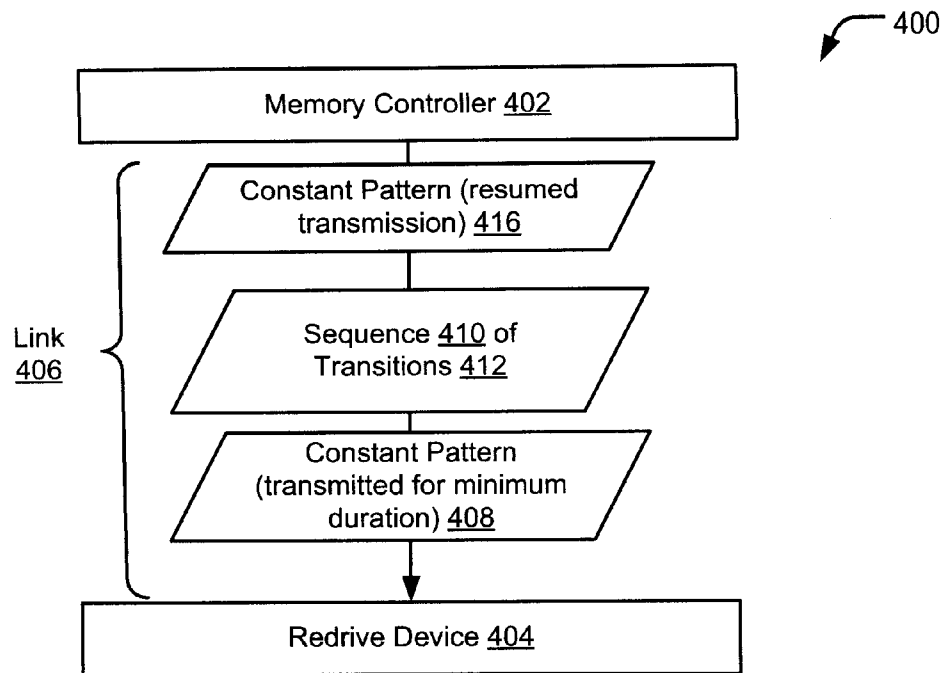 400
Memory Controller 402
Constant Pattern (resumed
transmission) 416
Sequence 410 of
Transitions 412
Link
406
Constant Pattern
(transmitted for minimum
duration) 408
Redrive Device 404